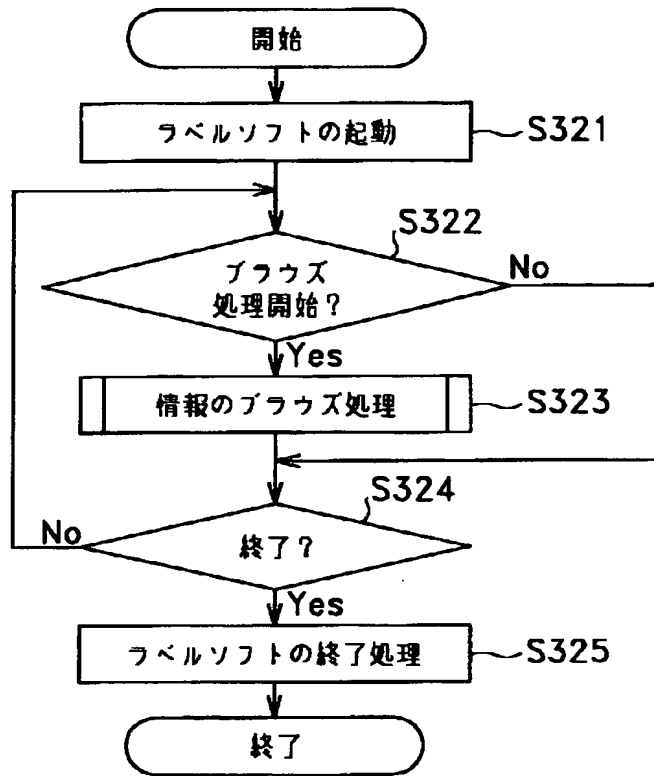 開始
ラベルソフトの起動
S321
S322
ブラウズ
処理開始?
No
Yes
情報のブラウズ処理
S323
S324
終了?
No
Yes
ラベルソフトの終了処理
S325
終了